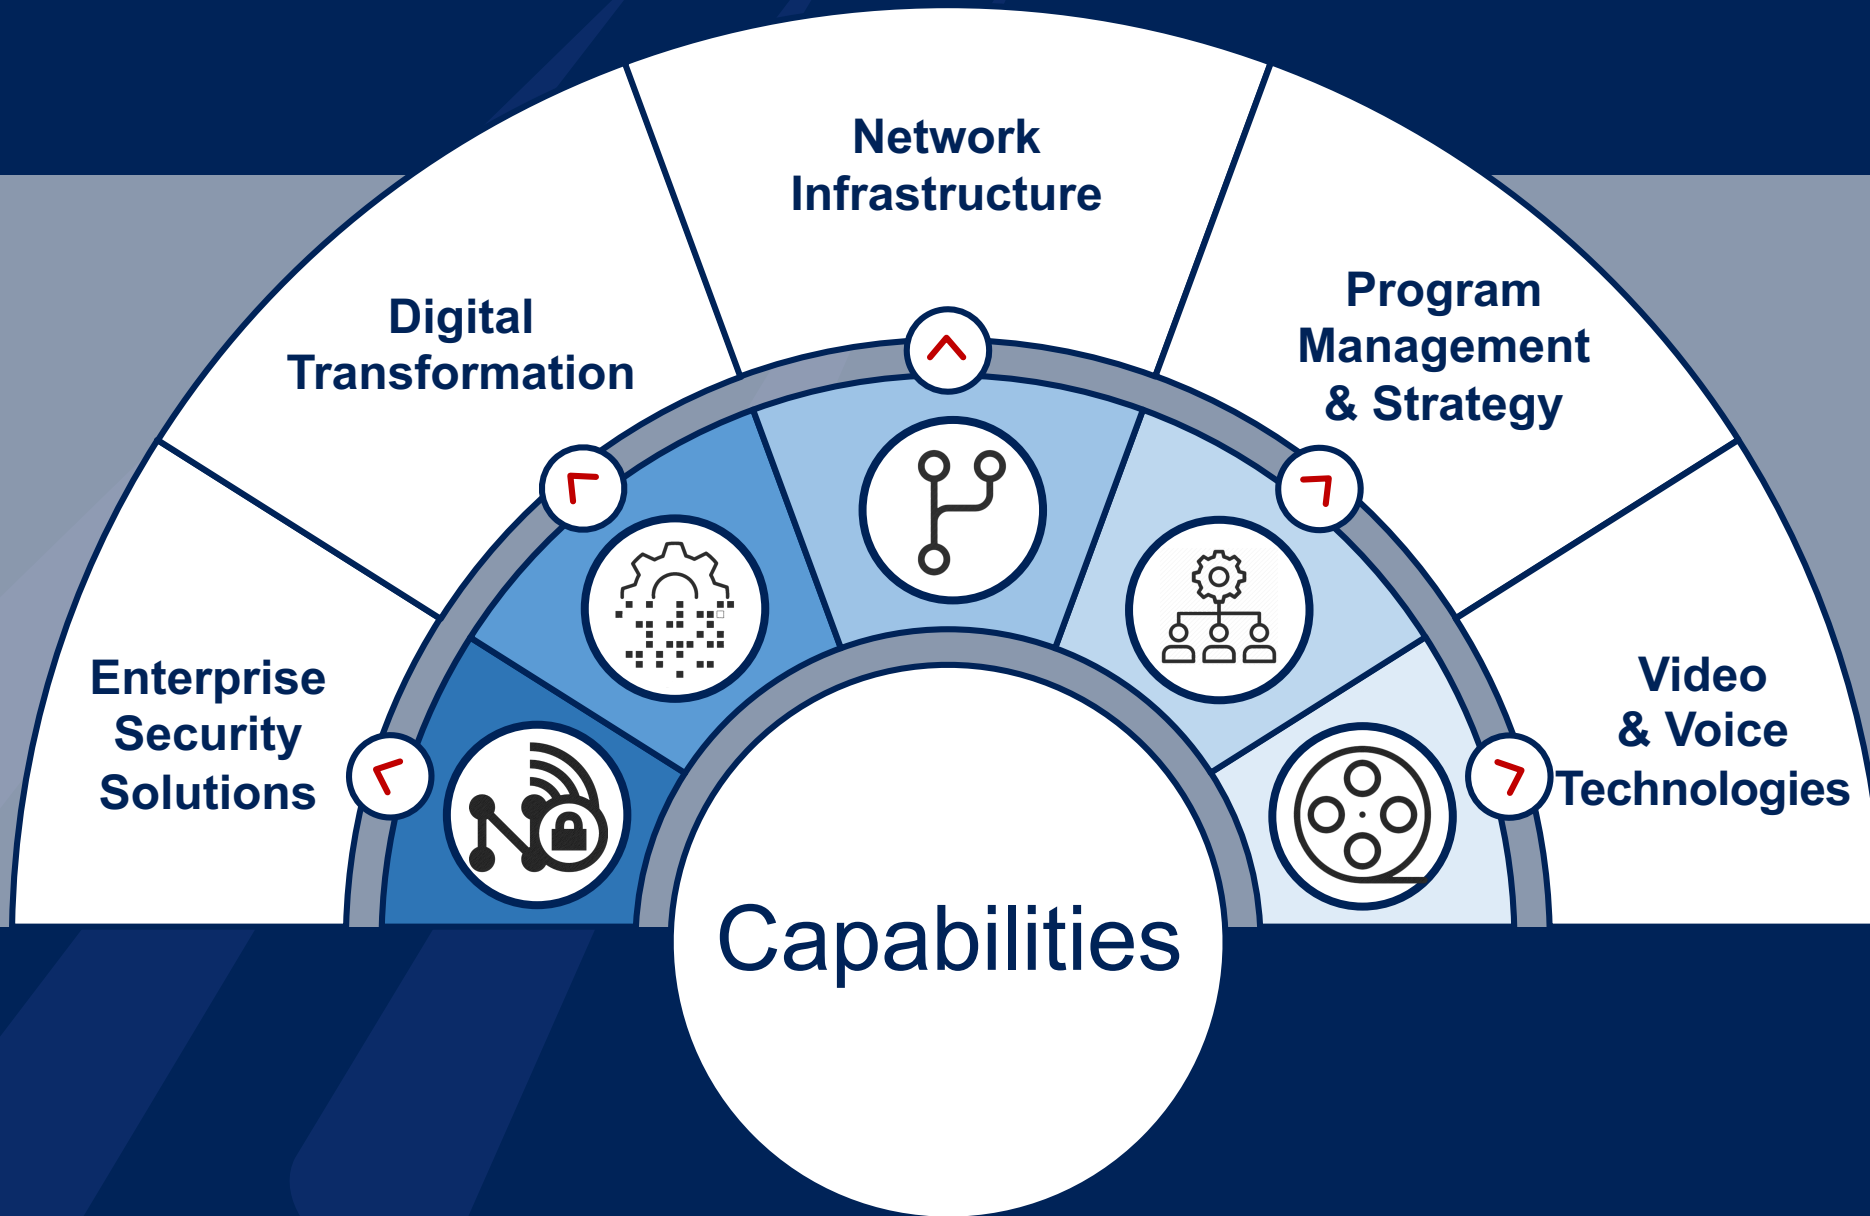 Network
Infrastructure
Digital
Transformation
Program
Management
& Strategy
Enterprise
Security
Solutions
Video
& Voice
Technologies
Capabilities